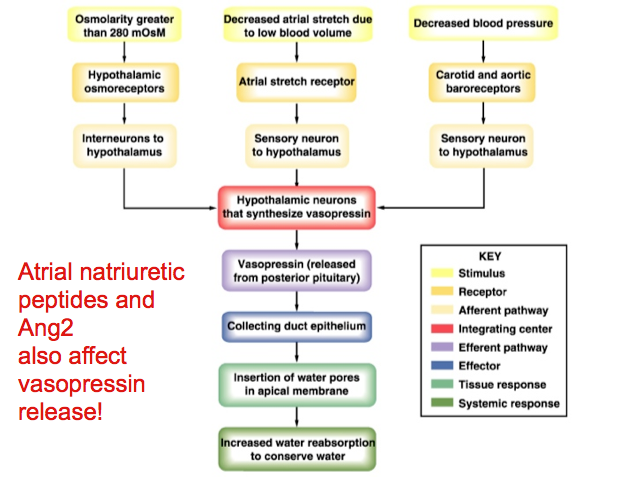 Osmolarity greater
than 280 mOsM
Decreased atrial stretch due
to low blood volume
Decreased blood pressure
Hypothalamic
osmoreceptors
Atrial stretch receptor
Carotid and aortic
baroreceptors
Interneurons to
hypothalamus
Sensory neuron
to hypothalamus
Sensory neuron
to hypothalamus
Hypothalamic neurons
that synthesize vasopressin
Vasopressin (released
from posterior pituitary)
Collecting duct epithelium
Insertion of water pores
in apical membrane
Increased water reabsorption
to conserve water
Atrial natriuretic
peptides and
Ang2
also affect
vasopressin
release!
KEY
Stimulus
Receptor
Afferent pathway
Integrating center
Efferent pathway
Effector
Tissue response
Systemic response